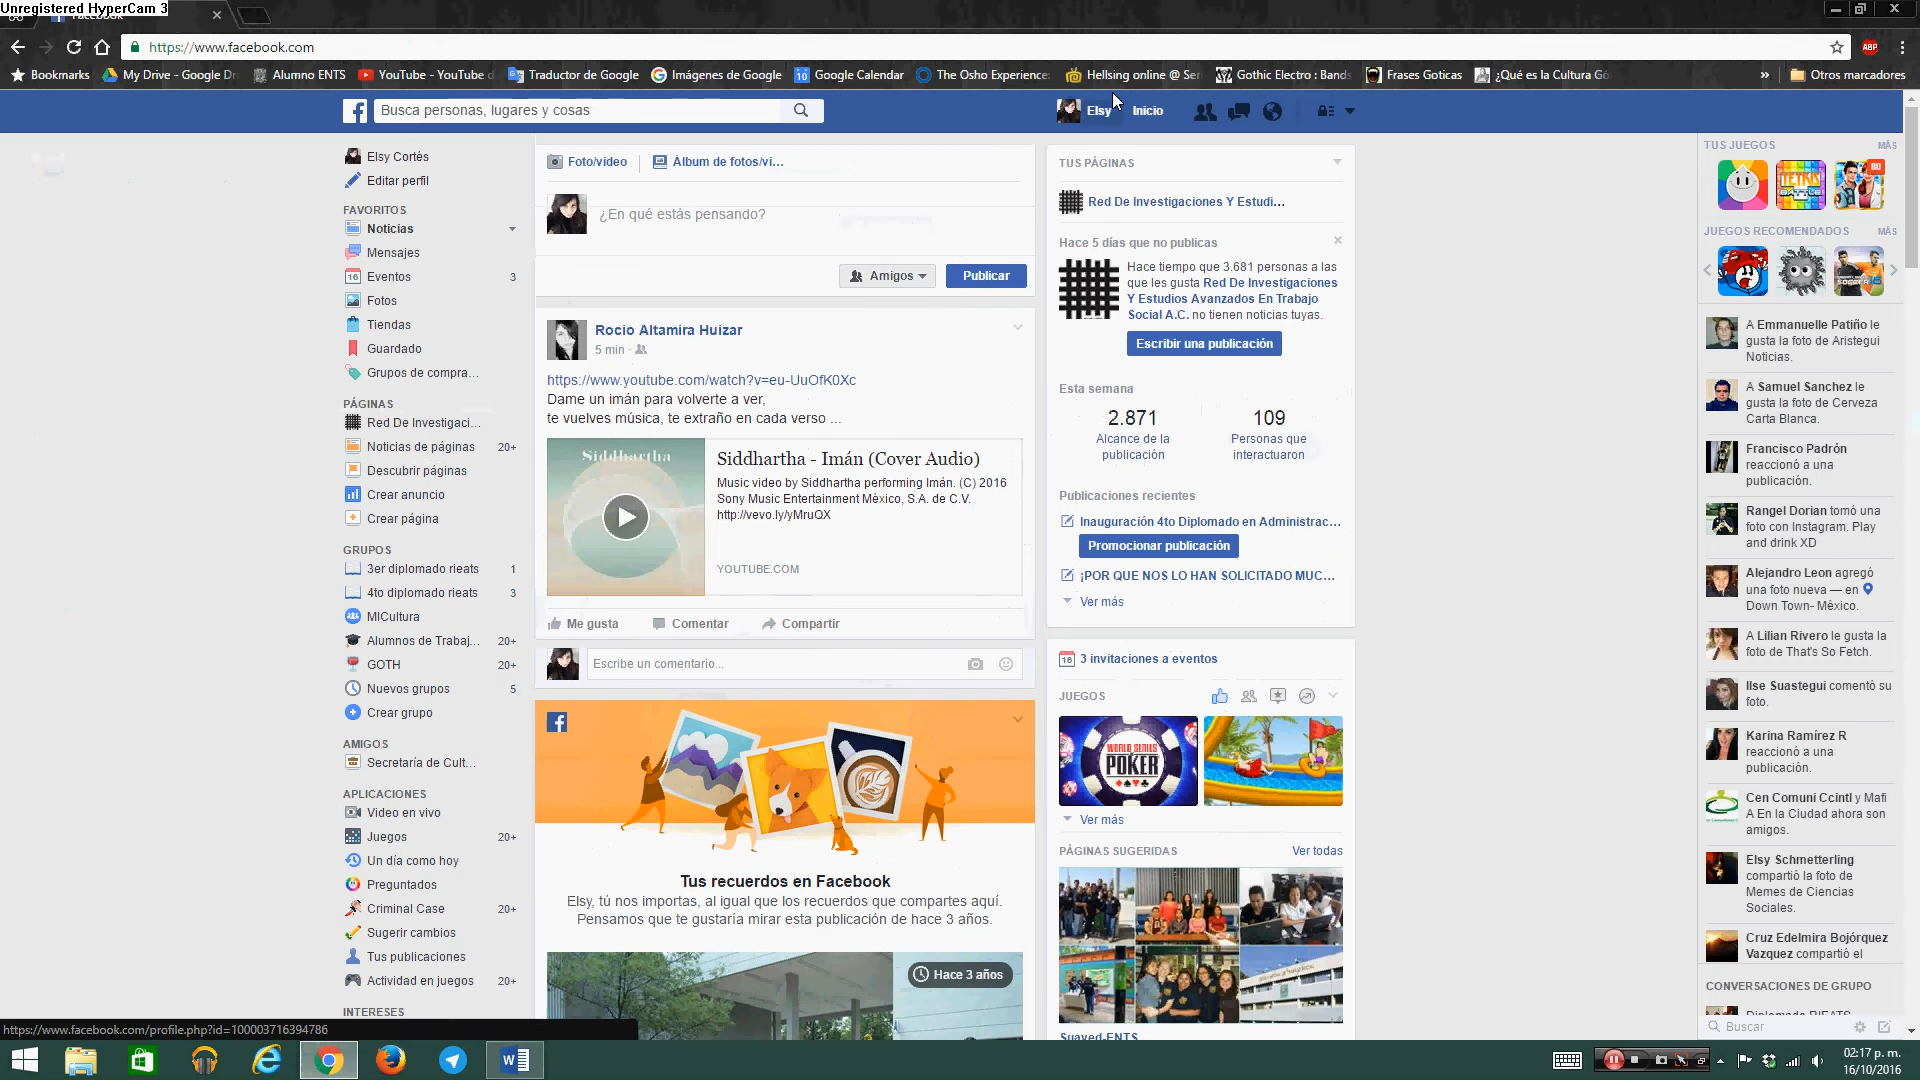 Unregistered HyperCam 3
Facebook
https://www.facebook.com
Bookmarks
My Drive - Google Dr
Alumno ENTS
YouTube - YouTube d
Traductor de Google
Imágenes de Google
Google Calendar
The Osho Experience:
Hellsing online @ Ser
Gothic Electro : Bands
Frases Goticas
¿Qué es la Cultura Go
»
Otros marcadores
Busca personas, lugares y cosas
Elsy
Inicio
Elsy Cortés
Editar perfil
FAVORITOS
Noticias
Mensajes
Eventos 3
Fotos
Tiendas
Guardado
Grupos de compra...
PÁGINAS
Red De Investigaci...
Noticias de páginas 20+
Descubrir páginas
Crear anuncio
Crear página
GRUPOS
3er diplomado rieats 1
4to diplomado rieats 3
MICultura
Alumnos de Trabaj... 20+
GOTH 20+
Nuevos grupos 5
Crear grupo
AMIGOS
Secretaría de Cult...
APLICACIONES
Video en vivo
Juegos 20+
Un día como hoy
Preguntados
Criminal Case 20+
Sugerir cambios
Tus publicaciones
Actividad en juegos 20+
INTERESES
https://www.facebook.com/profile.php?id=100003716394786
Foto/video
Álbum de fotos/vi...
¿En qué estás pensando?
Amigos
Publicar
Rocio Altamira Huizar
5 min ·
https://www.youtube.com/watch?v=eu-UuOfK0Xc
Dame un imán para volverte a ver,
te vuelves música, te extraño en cada verso ...
Siddhartha
Siddhartha - Imán (Cover Audio)
Music video by Siddhartha performing Imán. (C) 2016
Sony Music Entertainment México, S.A. de C.V.
http://vevo.ly/yMruQX
YOUTUBE.COM
Me gusta
Comentar
Compartir
Escribe un comentario...
Tus recuerdos en Facebook
Elsy, tú nos importas, al igual que los recuerdos que compartes aquí.
Pensamos que te gustaría mirar esta publicación de hace 3 años.
Hace 3 años
TUS PÁGINAS
Red De Investigaciones Y Estudi...
Hace 5 días que no publicas
Hace tiempo que 3.681 personas a las
que les gusta Red De Investigaciones
Y Estudios Avanzados En Trabajo
Social A.C. no tienen noticias tuyas.
Escribir una publicación
Esta semana
2.871
Alcance de la
publicación
109
Personas que
interactuaron
Publicaciones recientes
Inauguración 4to Diplomado en Administrac...
Promocionar publicación
¡POR QUE NOS LO HAN SOLICITADO MUC...
Ver más
3 invitaciones a eventos
JUEGOS
WORLD SERIES
POKER
Ver más
PÁGINAS SUGERIDAS
Ver todas
Suayed-ENTS
TUS JUEGOS
MÁS
TETRIS
BATTLE
80
JUEGOS RECOMENDADOS
MÁS
A Emmanuelle Patiño le
gusta la foto de Aristegui
Noticias.
A Samuel Sanchez le
gusta la foto de Cerveza
Carta Blanca.
Francisco Padrón
reaccionó a una
publicación.
Rangel Dorian tomó una
foto con Instagram. Play
and drink XD
Alejandro Leon agregó
una foto nueva — en
Down Town- México.
A Lilian Rivero le gusta la
foto de That's So Fetch.
Ilse Suastegui comentó su
foto.
Karina Ramírez R
reaccionó a una
publicación.
Cen Comuni Ccintl y Mafi
A En la Ciudad ahora son
amigos.
Elsy Schmetterling
compartió la foto de
Memes de Ciencias
Sociales.
Cruz Edelmira Bojórquez
Vazquez compartió el
CONVERSACIONES DE GRUPO
Diplomado RIEATS
Buscar
02:17 p. m.
16/10/2016